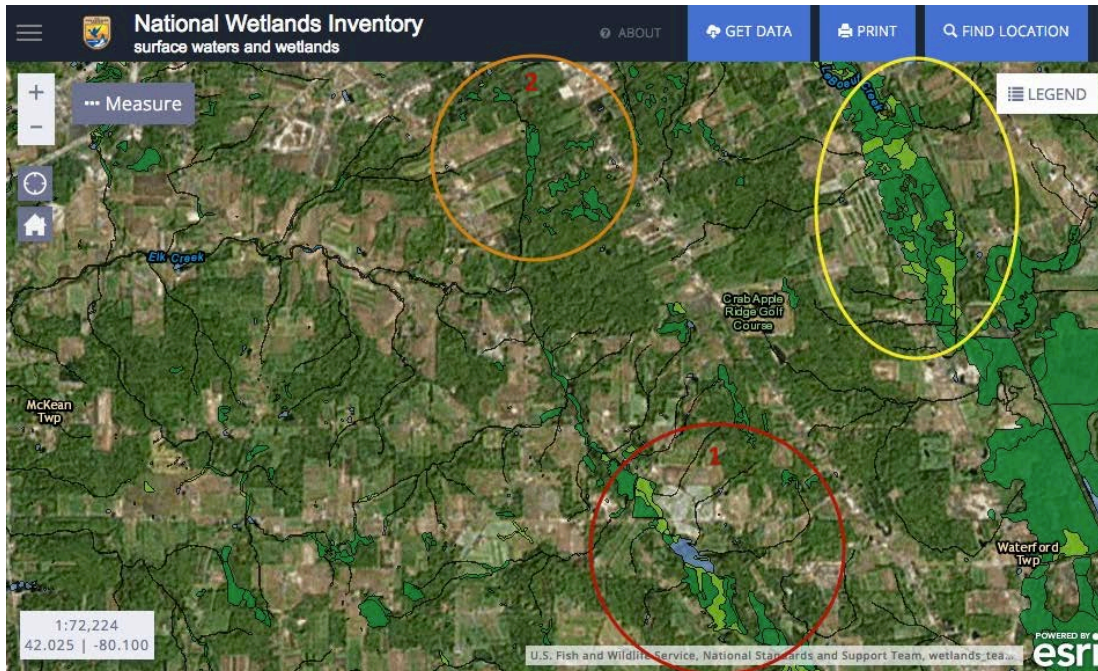 National Wetlands Inventory
surface waters and wetlands
ABOUT
GET DATA
PRINT
FIND LOCATION
+
−
··· Measure
LEGEND
2
LeBoeuf Creek
Elk Creek
Crab Apple
Ridge Golf
Course
McKean
Twp
1
Waterford
Twp
1:72,224
42.025 | -80.100
U.S. Fish and Wildlife Service, National Standards and Support Team, wetlands_tea...
POWERED BY
esri